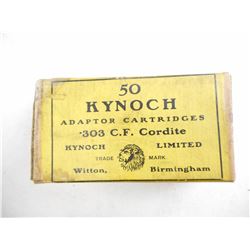 50
KYNOCH
ADAPTOR CARTRIDGES
·303 C.F. Cordite
KYNOCH LIMITED
TRADE MARK
Witton, Birmingham